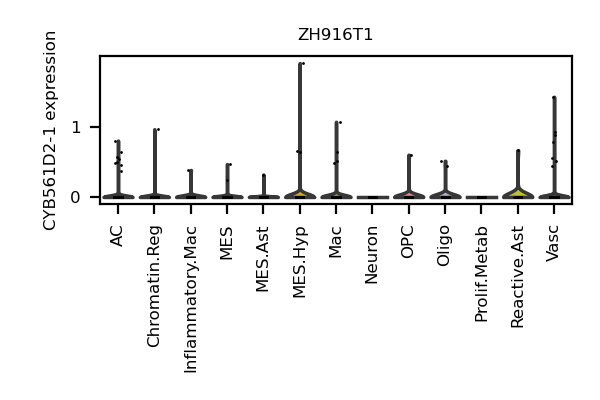 ZH916T1
CYB561D2-1 expression
1
0
AC
Chromatin.Reg
Inflammatory.Mac
MES
MES.Ast
MES.Hyp
Mac
Neuron
OPC
Oligo
Prolif.Metab
Reactive.Ast
Vasc